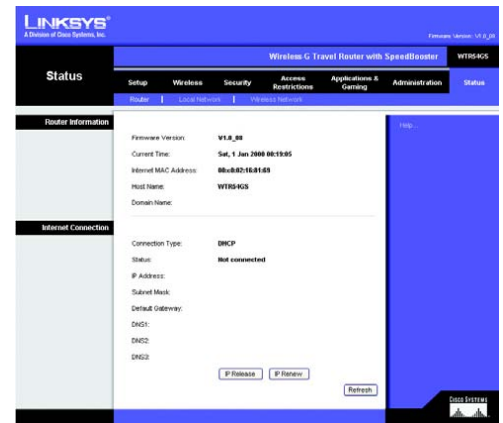 LINKSYS®
A Division of Cisco Systems, Inc.
Firmware Version: V1.0_08
Wireless-G Travel Router with SpeedBooster
WTR54GS
Status
Setup
Wireless
Security
Access Restrictions
Applications & Gaming
Administration
Status
Router
Local Network
Wireless Network
Router Information
Help...
Firmware Version: V1.0_08
Current Time: Sat, 1 Jan 2000 00:19:05
Internet MAC Address:
Host Name: WTR54GS
Domain Name:
Internet Connection
Connection Type: DHCP
Status: Not connected
IP Address:
Subnet Mask:
Default Gateway:
DNS1:
DNS2:
DNS3:
IP Release
IP Renew
Refresh
CISCO SYSTEMS